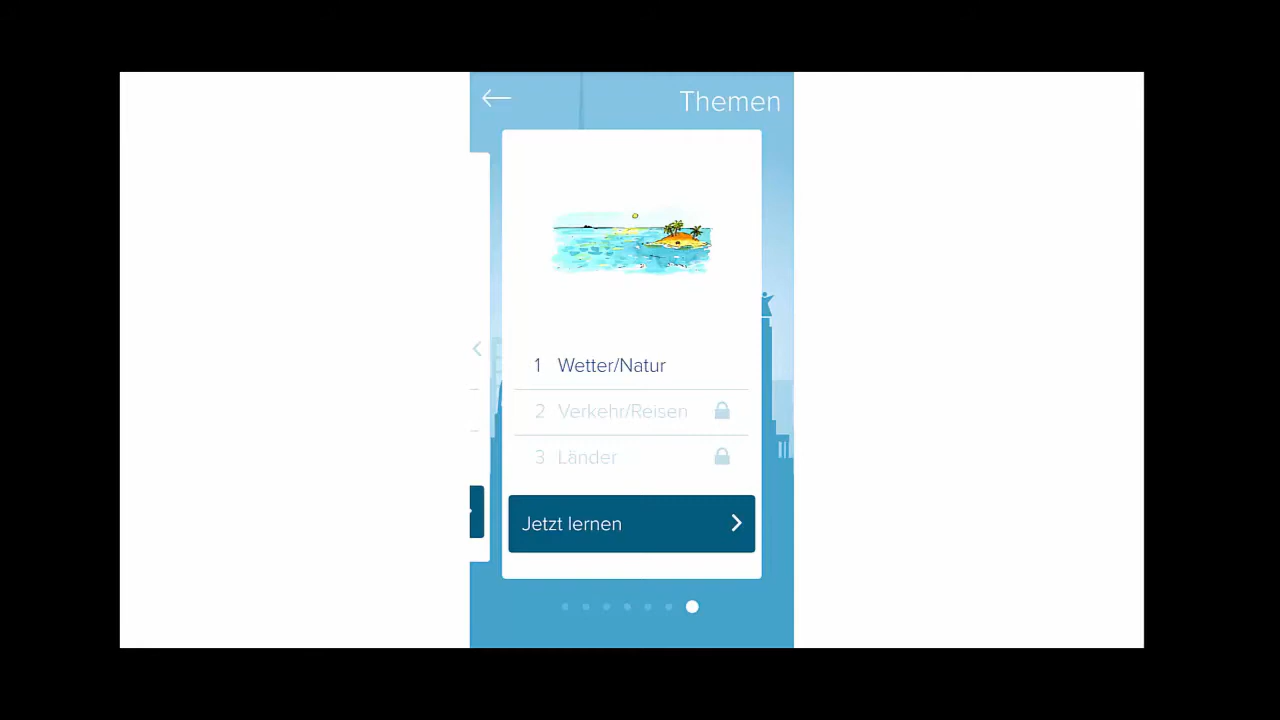 Themen
1 Wetter/Natur
2 Verkehr/Reisen
3 Länder
Jetzt lernen